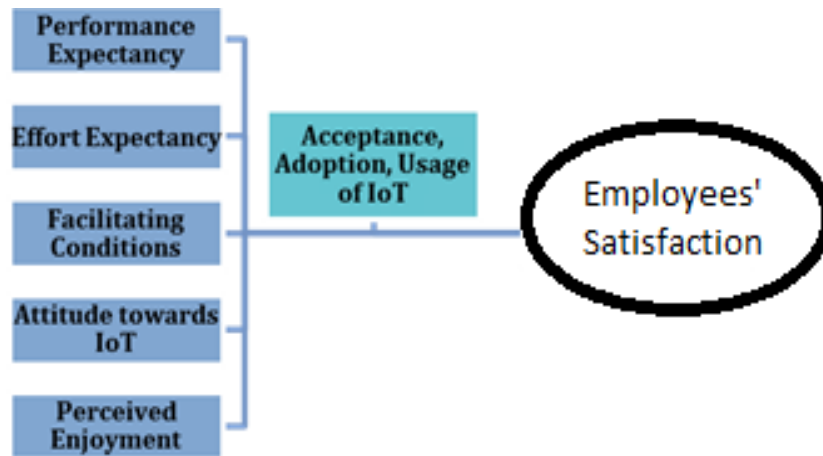 Performance
Expectancy
Effort Expectancy
Facilitating
Conditions
Attitude towards
IoT
Perceived
Enjoyment
Acceptance,
Adoption, Usage
of IoT
Employees'
Satisfaction